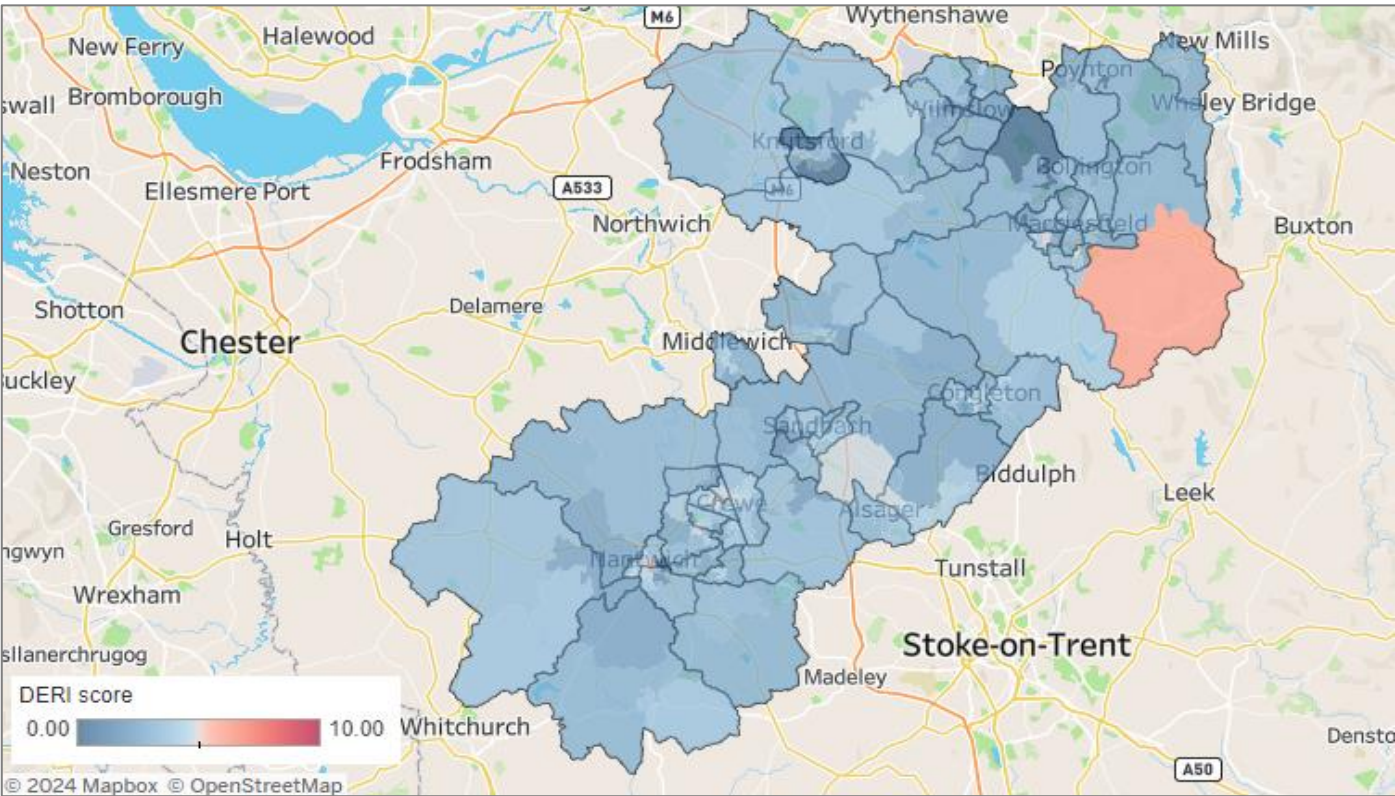 M6
Wythenshawe
New Ferry
Halewood
New Mills
Poynton
swall
Bromborough
Wilmslow
Whaley Bridge
Knutsford
Neston
Frodsham
Bollington
Ellesmere Port
A533
M6
Northwich
Macclesfield
Buxton
Shotton
Delamere
Chester
Middlewich
uckley
Congleton
Sandbach
Biddulph
Leek
Crewe
Alsager
Gresford
Holt
ngwyn
Nantwich
Tunstall
Wrexham
Stoke-on-Trent
sllanerchrugog
Madeley
DERI score
0.00
10.00
Whitchurch
Densto
A50
© 2024 Mapbox © OpenStreetMap